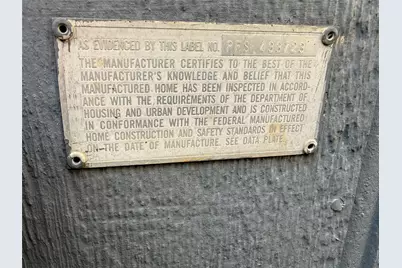 AS EVIDENCED BY THIS LABEL NO.
THE MANUFACTURER CERTIFIES TO THE BEST OF THE
MANUFACTURER'S KNOWLEDGE AND BELIEF THAT THIS
MANUFACTURED HOME HAS BEEN INSPECTED IN ACCORD-
ANCE WITH THE REQUIREMENTS OF THE DEPARTMENT OF
HOUSING AND URBAN DEVELOPMENT AND IS CONSTRUCTED
IN CONFORMANCE WITH THE FEDERAL MANUFACTURED
HOME CONSTRUCTION AND SAFETY STANDARDS IN EFFECT
ON THE DATE OF MANUFACTURE. SEE DATA PLATE